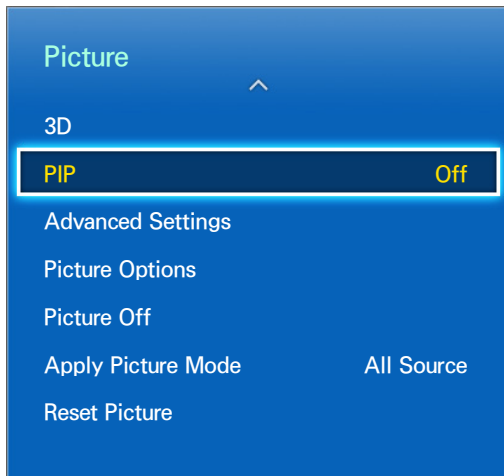 Picture
3D
PIP Off
Advanced Settings
Picture Options
Picture Off
Apply Picture Mode All Source
Reset Picture